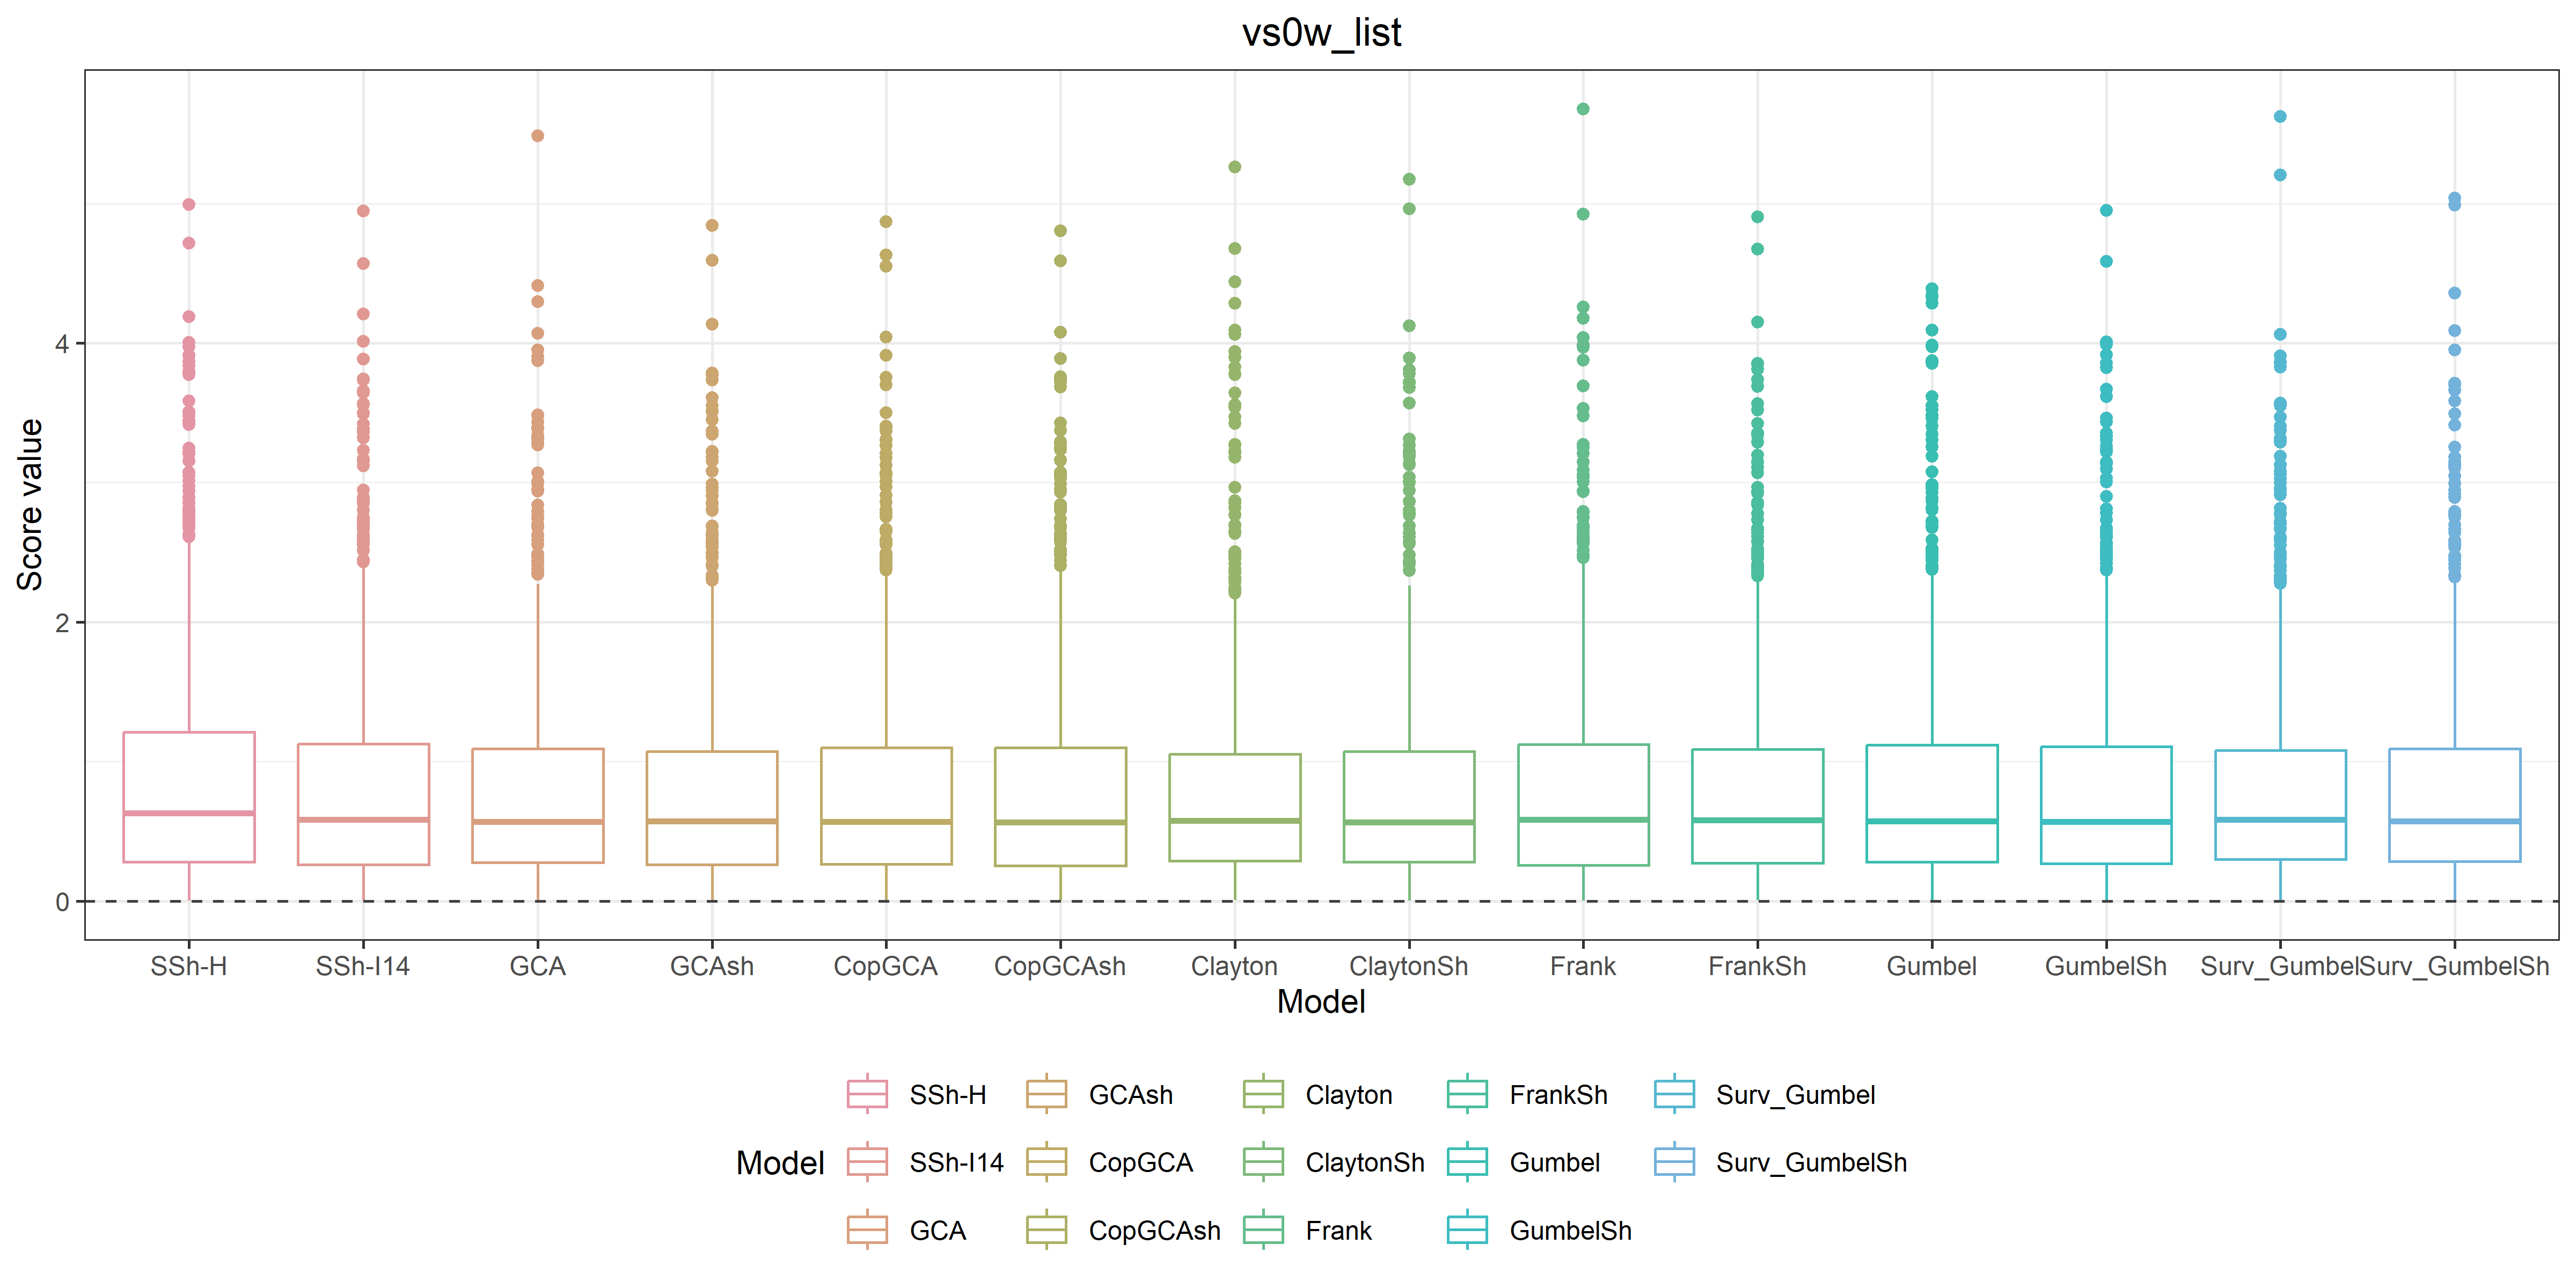 vs0w_list
Score value
4
2
0
SSh-H SSh-I14 GCA GCAsh CopGCA CopGCAsh Clayton ClaytonSh Frank FrankSh Gumbel GumbelSh Surv_Gumbel Surv_GumbelSh
Model
SSh-H GCAsh Clayton FrankSh Surv_Gumbel
Model SSh-I14 CopGCA ClaytonSh Gumbel Surv_GumbelSh
GCA CopGCAsh Frank GumbelSh